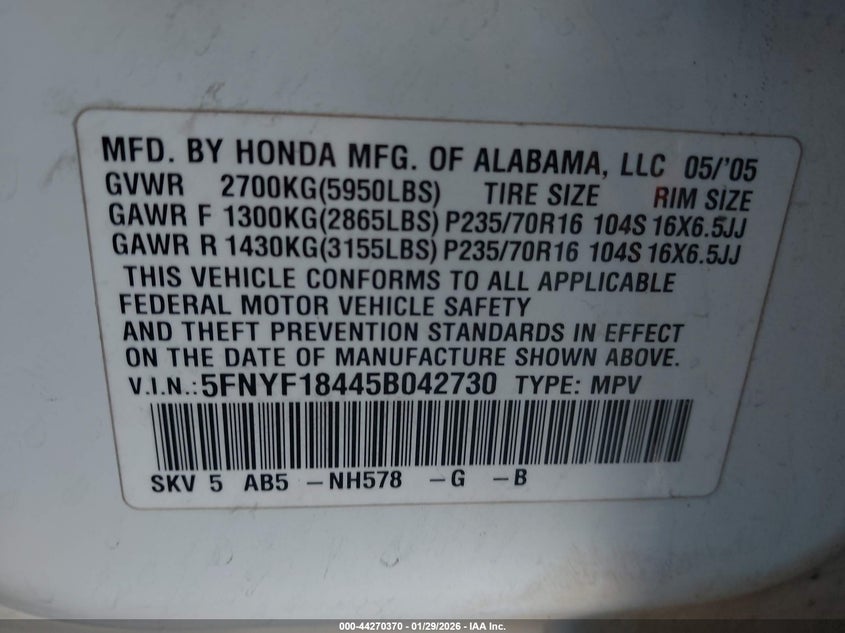 MFD. BY HONDA MFG. OF ALABAMA, LLC 05/'05
GVWR 2700KG(5950LBS) TIRE SIZE RIM SIZE
GAWR F 1300KG(2865LBS) P235/70R16 104S 16X6.5JJ
GAWR R 1430KG(3155LBS) P235/70R16 104S 16X6.5JJ
THIS VEHICLE CONFORMS TO ALL APPLICABLE
FEDERAL MOTOR VEHICLE SAFETY
AND THEFT PREVENTION STANDARDS IN EFFECT
ON THE DATE OF MANUFACTURE SHOWN ABOVE.
V.I.N.: 5FNYF18445B042730 TYPE: MPV
SKV 5 AB5 -NH578 -G -B
000-44270370 - 01/29/2026 - IAA Inc.